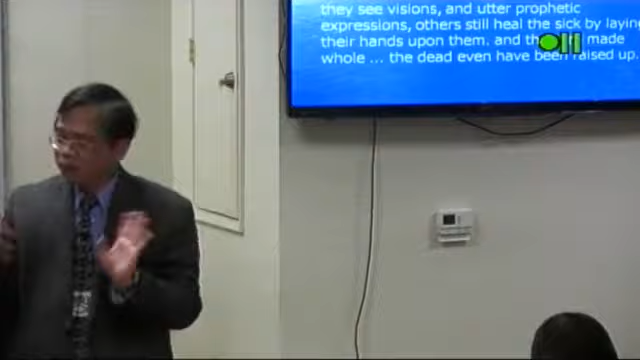 they see visions, and utter prophetic
expressions, others still heal the sick by laying
their hands upon them. and made
whole ... the dead even have been raised up.